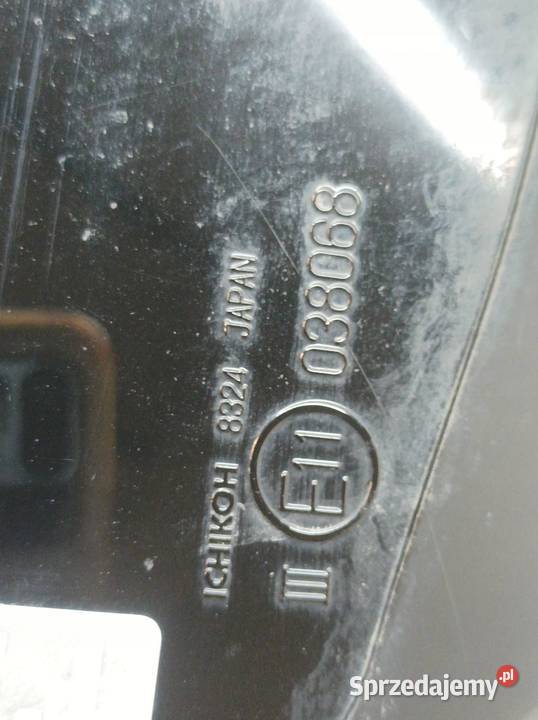 ICHIKOH 8324 JAPAN
III E11 038068
Sprzedajemy.pl